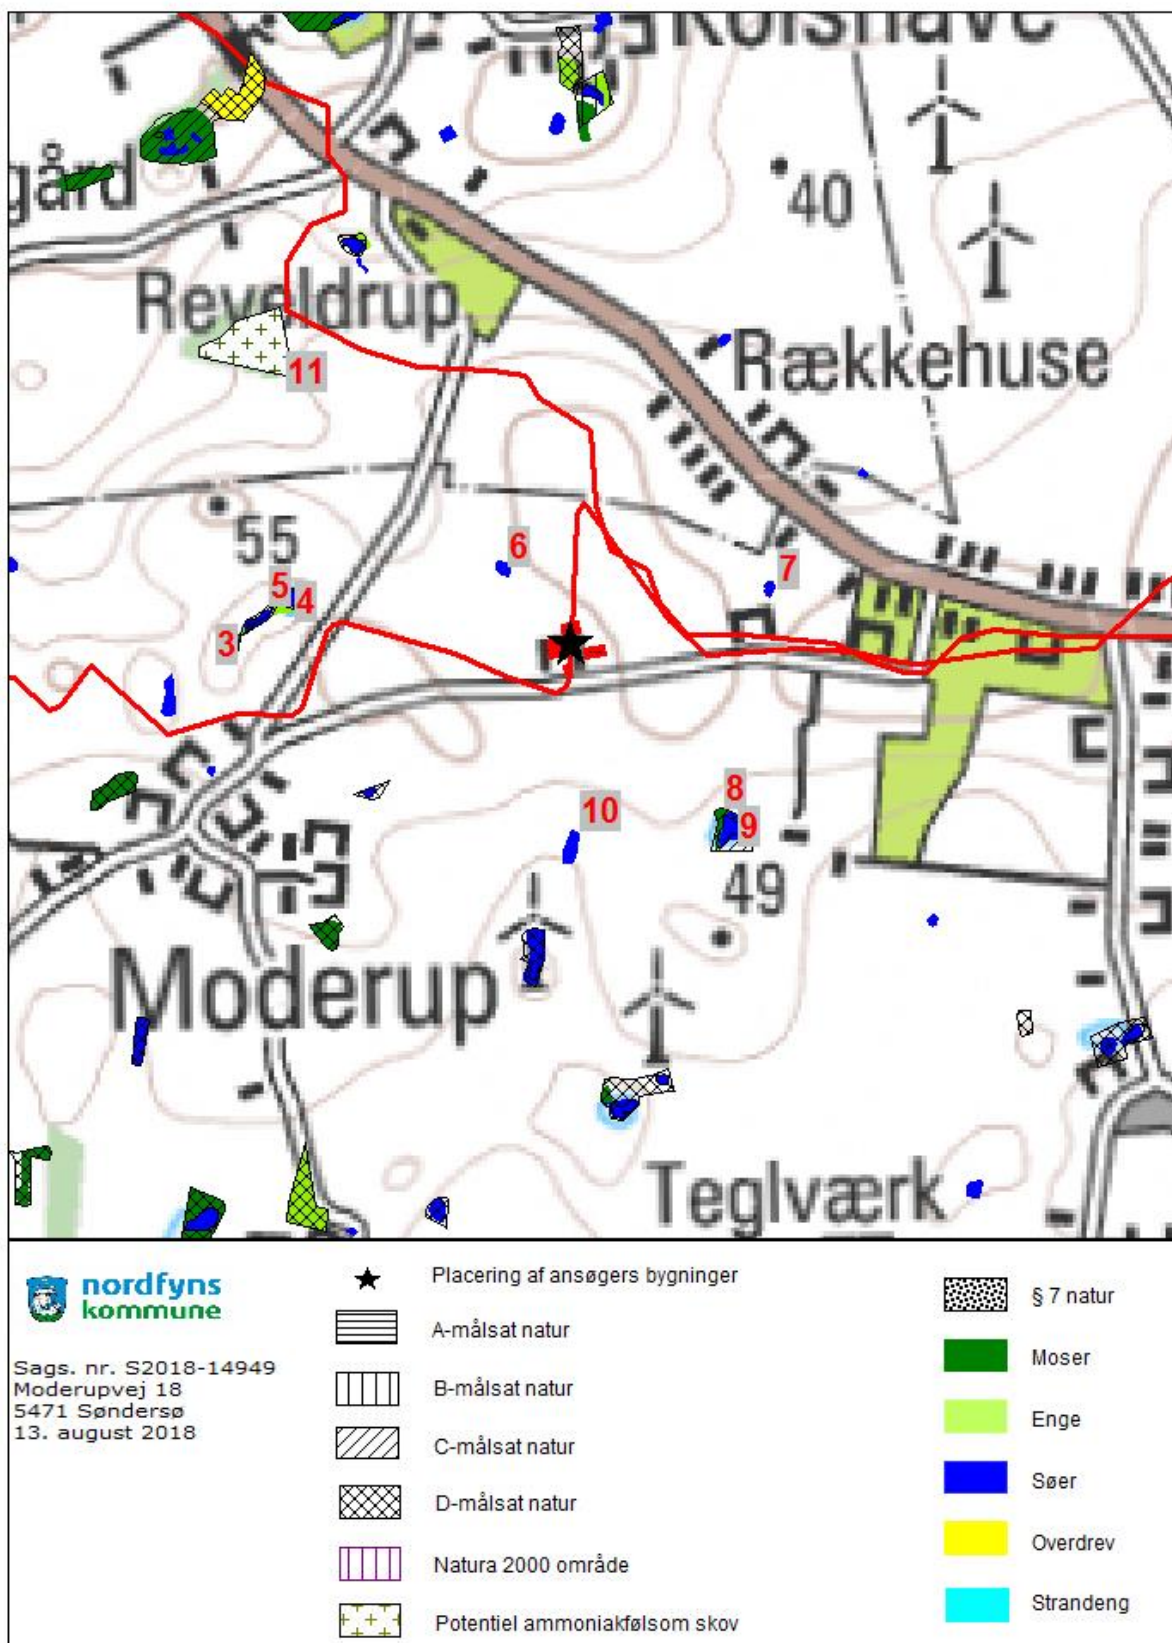 Kolshave
gård
40
Reveldrup
11
Rækkehuse
55
6
7
5
4
3
8
10
9
49
Moderup
Teglværk
nordfyns
kommune
Sags. nr. S2018-14949
Moderupvej 18
5471 Søndersø
13. august 2018
Placering af ansøgers bygninger
A-målsat natur
B-målsat natur
C-målsat natur
D-målsat natur
Natura 2000 område
Potentiel ammoniakfølsom skov
§ 7 natur
Moser
Enge
Søer
Overdrev
Strandeng